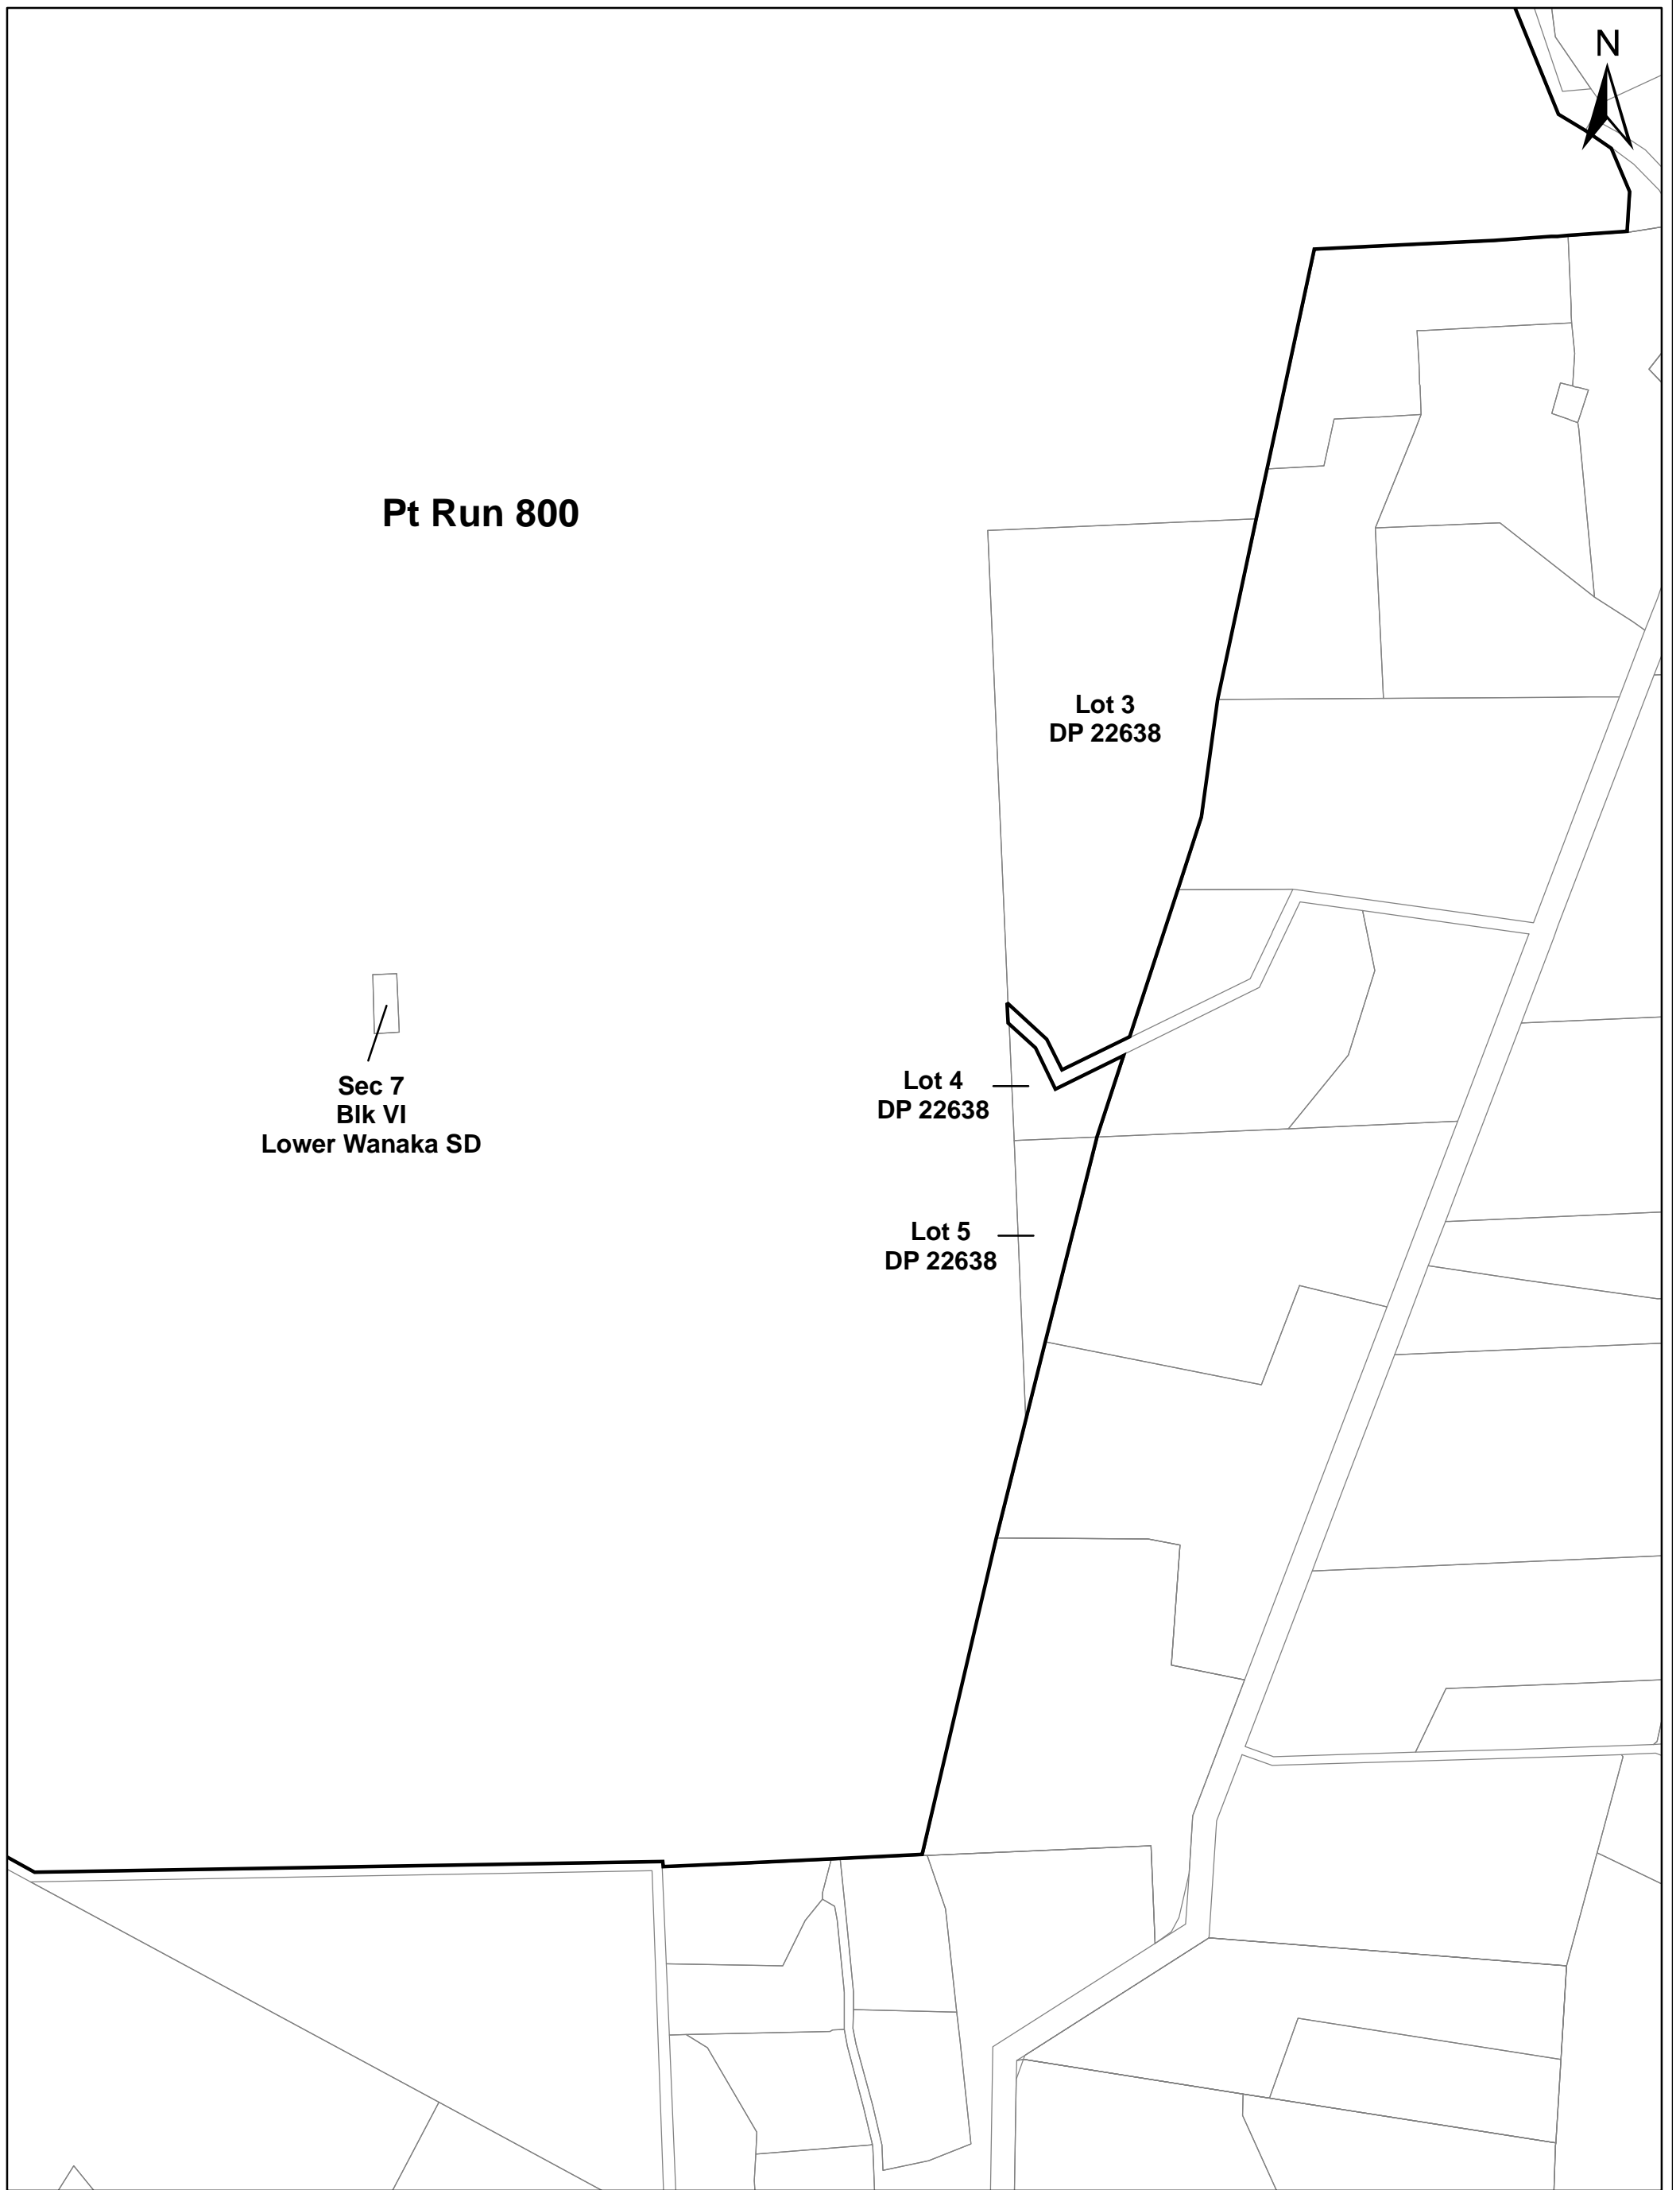 N
Pt Run 800
Lot 3
DP 22638
Sec 7
Blk VI
Lower Wanaka SD
Lot 4
DP 22638
Lot 5
DP 22638